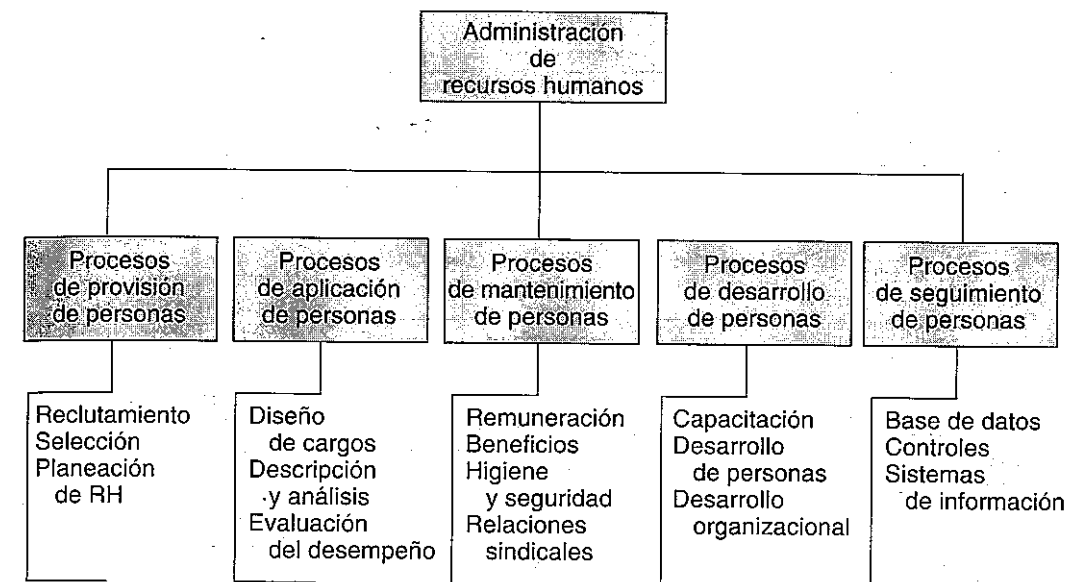 Administración
de
recursos humanos
Procesos
de provisión
de personas
Procesos
de aplicación
de personas
Procesos
de mantenimiento
de personas
Procesos
de desarrollo
de personas
Procesos
de seguimiento
de personas
Reclutamiento
Selección
Planeación
de RH
Diseño
de cargos
Descripción
y análisis
Evaluación
del desempeño
Remuneración
Beneficios
Higiene
y seguridad
Relaciones
sindicales
Capacitación
Desarrollo
de personas
Desarrollo
organizacional
Base de datos
Controles
Sistemas
de información